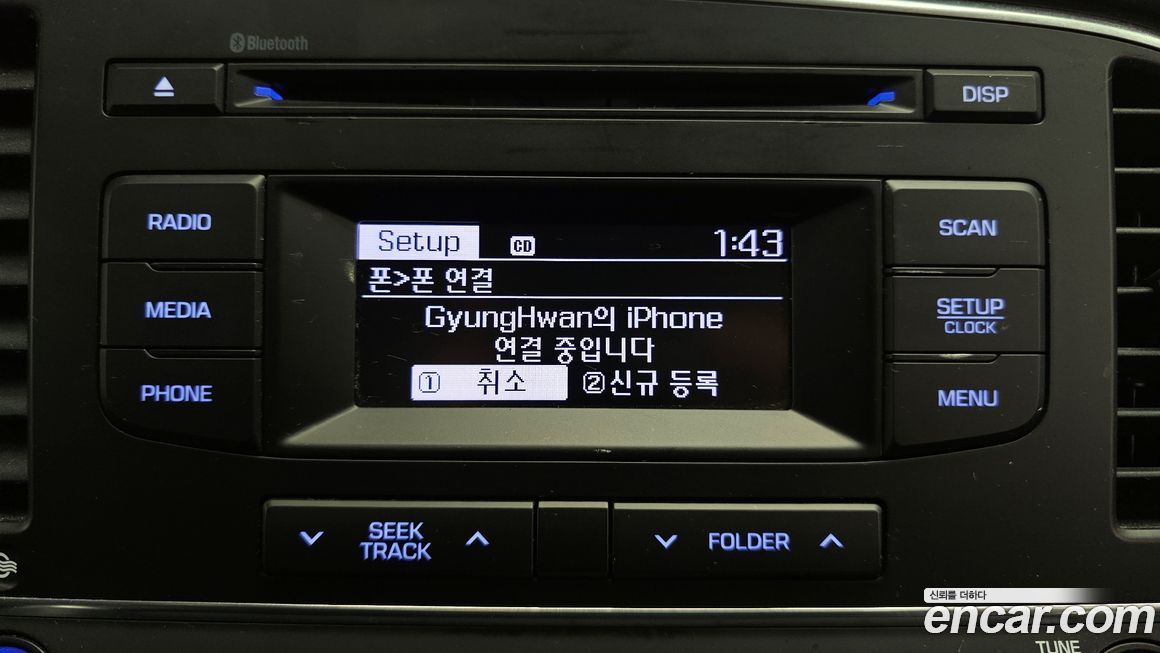 Bluetooth
DISP
RADIO
MEDIA
PHONE
Setup CD 1:43
폰>폰 연결
GyungHwan의 iPhone
연결 중입니다
① 취소 ②신규 등록
SCAN
SETUP
CLOCK
MENU
SEEK
TRACK
FOLDER
신뢰를 더하다
encar.com
TUNE